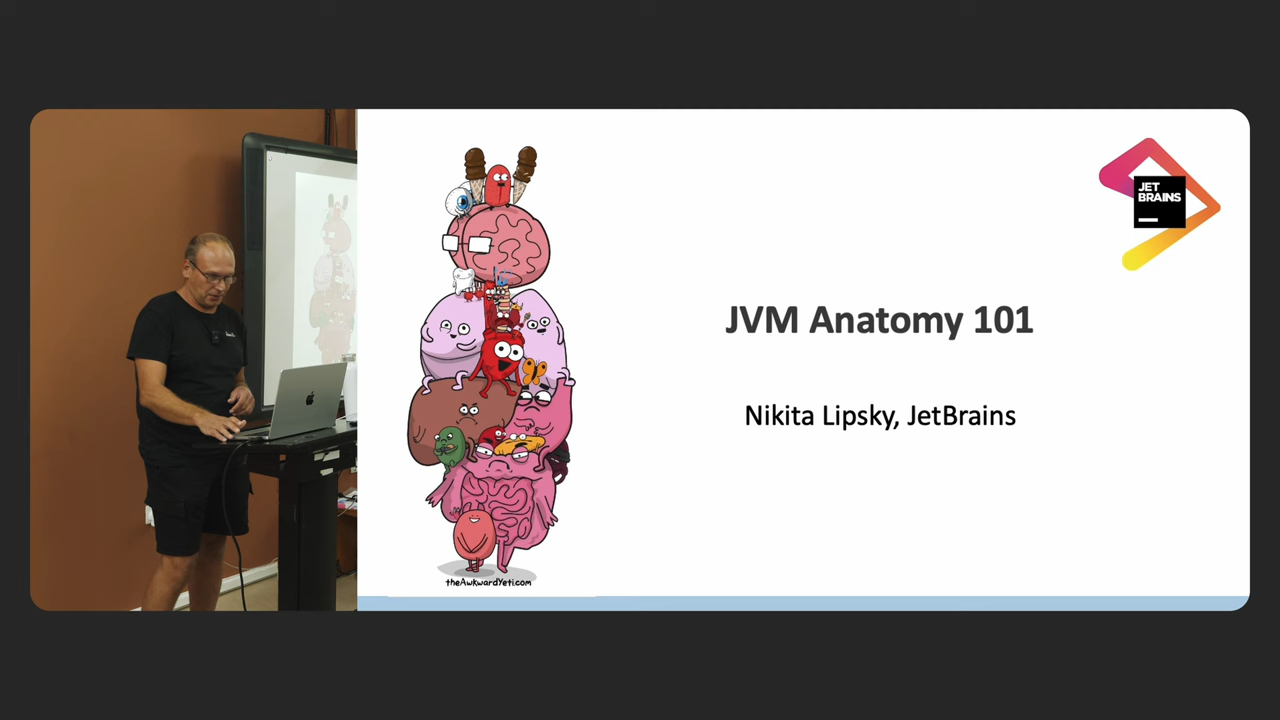 JET
BRAINS
JVM Anatomy 101
Nikita Lipsky, JetBrains
theAwkwardYeti.com